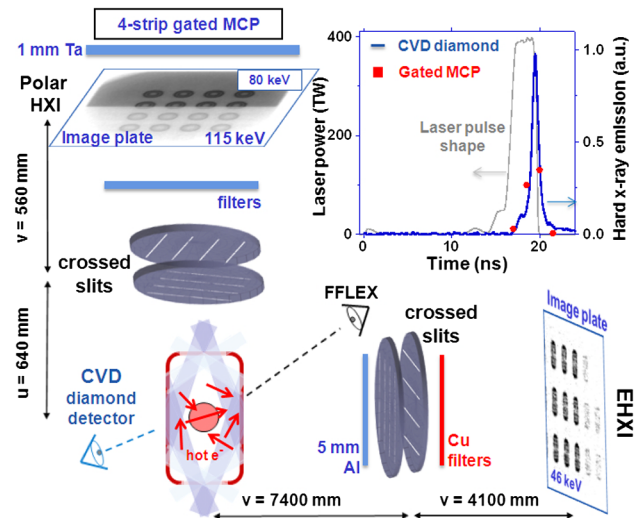 4-strip gated MCP
1 mm Ta
Polar
HXI
80 keV
Image plate
115 keV
filters
v = 560 mm
crossed
slits
u = 640 mm
CVD
diamond
detector
hot e-
FFLEX
crossed
slits
5 mm
Al
Cu
filters
Image plate
46 keV
EHXI
v = 7400 mm
v = 4100 mm
Laser power (TW)
400
200
0
CVD diamond
Gated MCP
Laser pulse
shape
1.0
0.5
0.0
Hard x-ray emission (a.u.)
0
10
20
Time (ns)